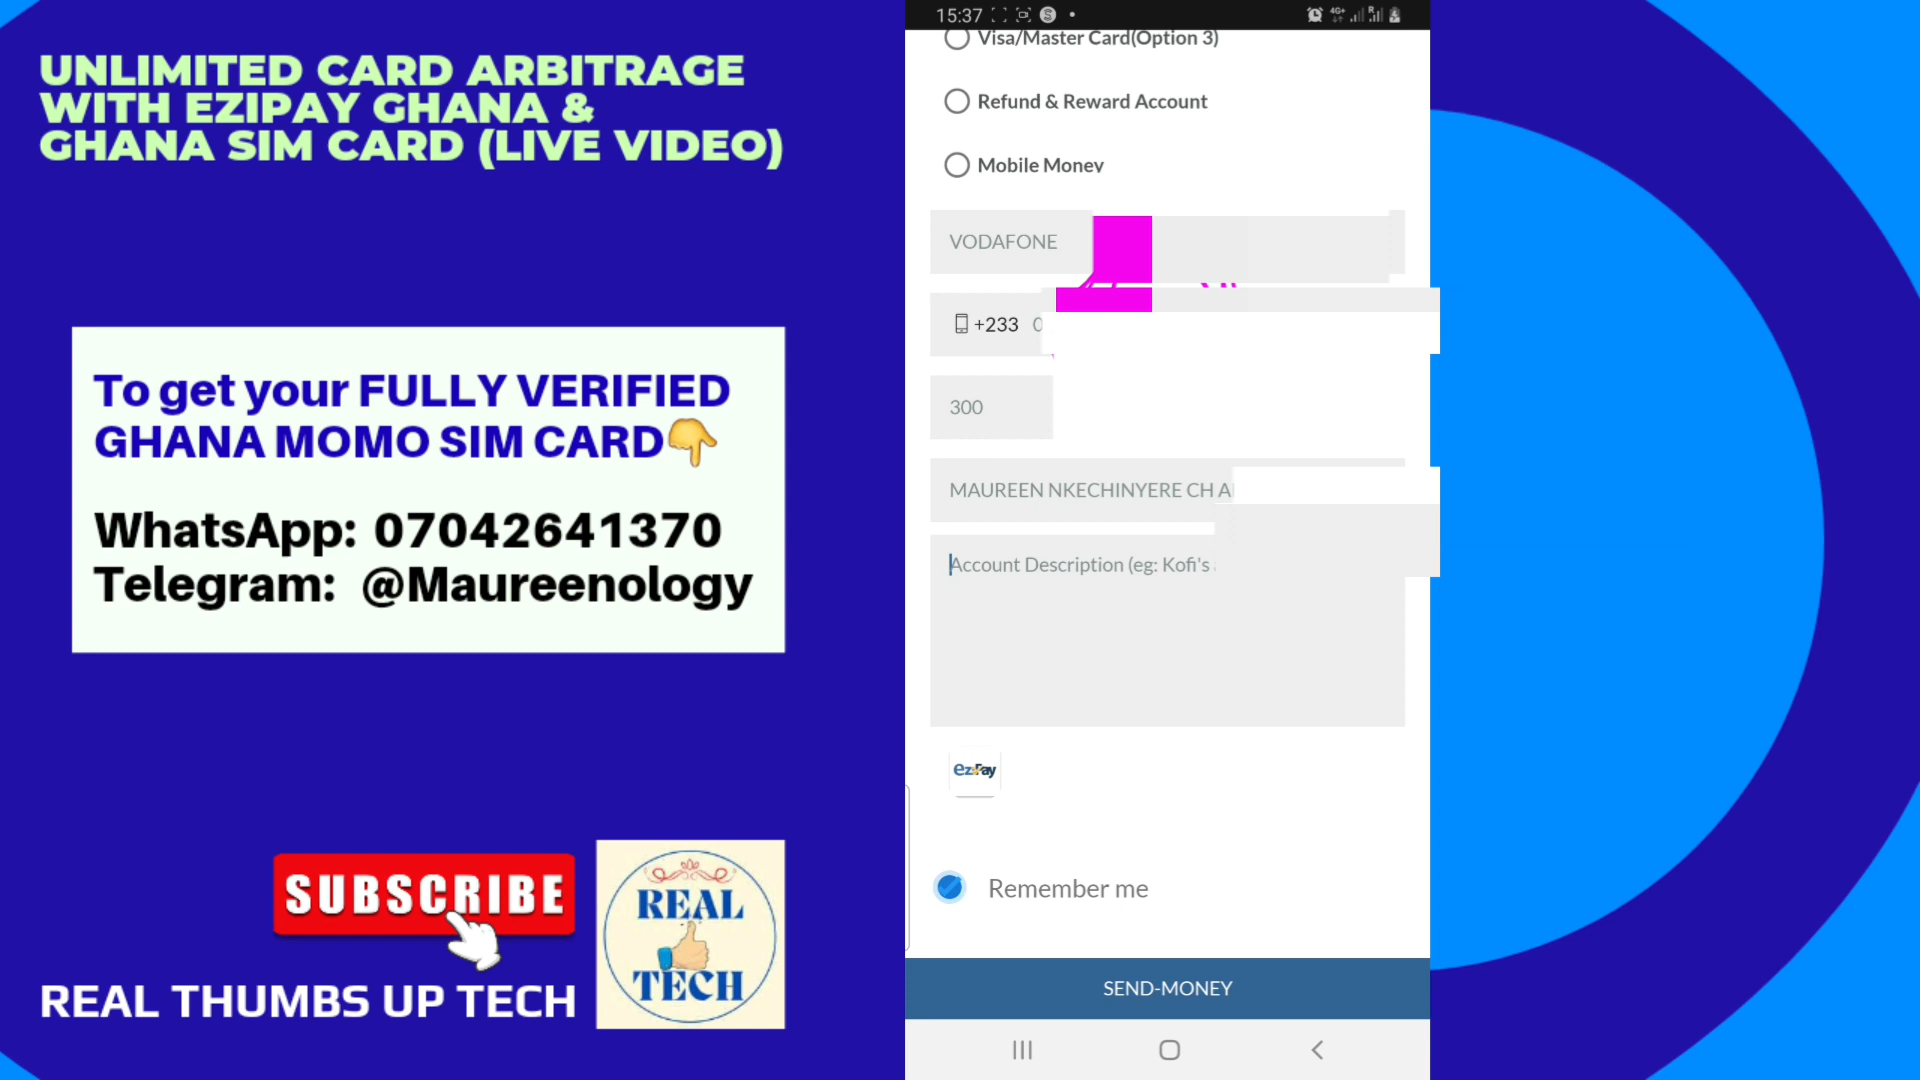 UNLIMITED CARD ARBITRAGE
WITH EZIPAY GHANA &
GHANA SIM CARD (LIVE VIDEO)
To get your FULLY VERIFIED
GHANA MOMO SIM CARD👇
WhatsApp: 07042641370
Telegram: @Maureenology
SUBSCRIBE
REAL THUMBS UP TECH
REAL
TECH
15:37
4G+
R
Visa/Master Card(Option 3)
Refund & Reward Account
Mobile Money
VODAFONE
+233
300
MAUREEN NKECHINYERE CH
Account Description (eg: Kofi's
eziPay
Remember me
SEND-MONEY